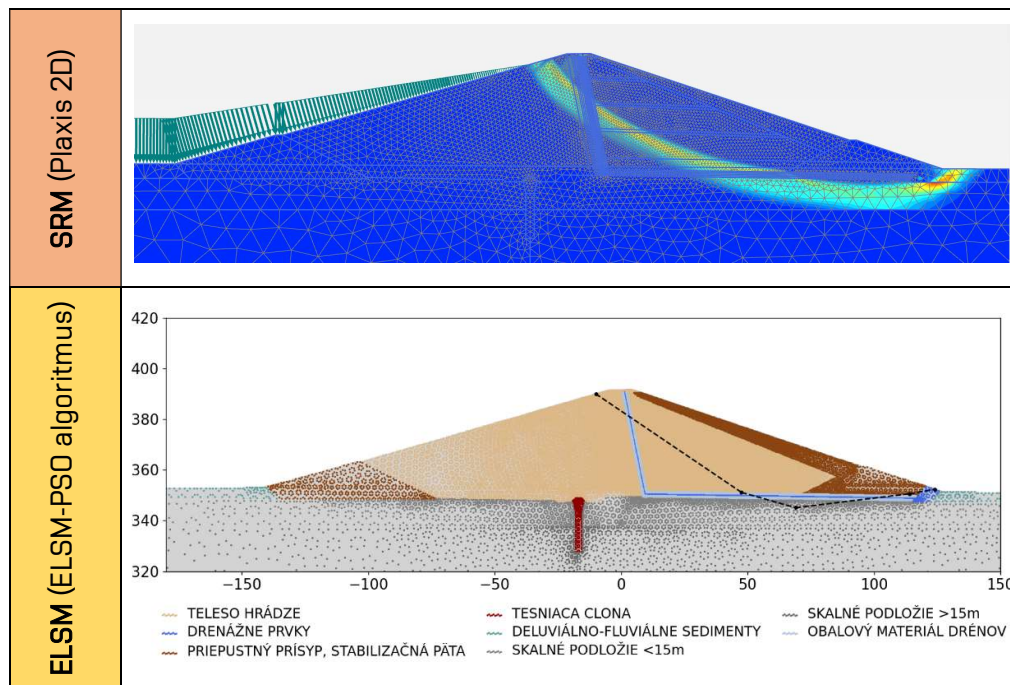 SRM (Plaxis 2D)
ELSM (ELSM-PSO algoritmus)
420
400
380
360
340
320
−150
−100
−50
0
50
100
150
TELESO HRÁDZE
DRENÁŽNE PRVKY
PRIEPUSTNÝ PRÍSYP, STABILIZAČNÁ PÄTA
TESNIACA CLONA
DELUVIÁLNO-FLUVIÁLNE SEDIMENTY
SKALNÉ PODLOŽIE <15m
SKALNÉ PODLOŽIE >15m
OBALOVÝ MATERIÁL DRÉNOV